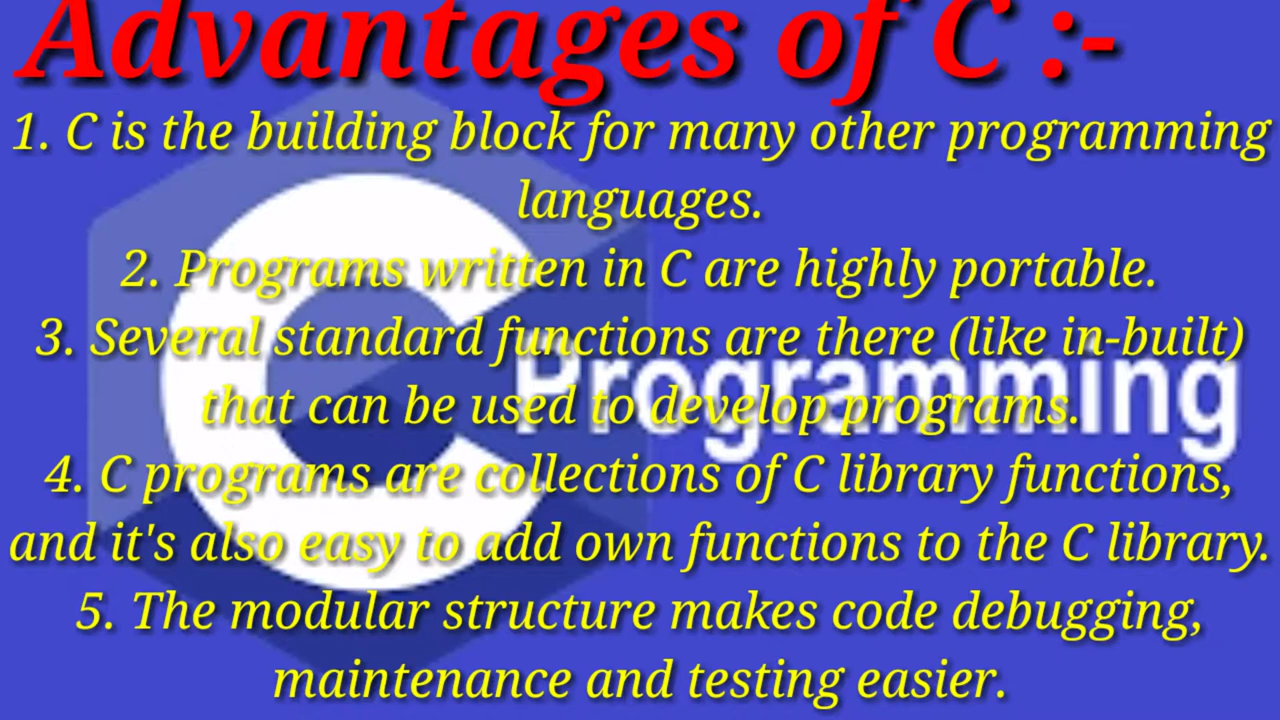 Advantages of C :-
1. C is the building block for many other programming
languages.
2. Programs written in C are highly portable.
3. Several standard functions are there (like in-built)
that can be used to develop programs.
Programming
4. C programs are collections of C library functions,
and it's also easy to add own functions to the C library.
5. The modular structure makes code debugging,
maintenance and testing easier.